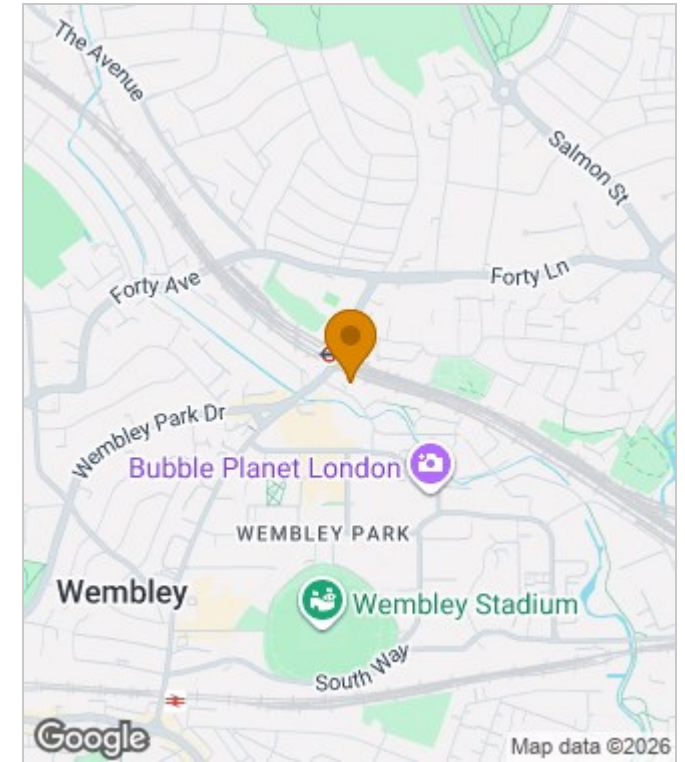 The Avenue
Salmon St
Forty Ave
Forty Ln
Wembley Park Dr
Bubble Planet London
WEMBLEY PARK
Wembley
Wembley Stadium
South Way
Google
Map data ©2026